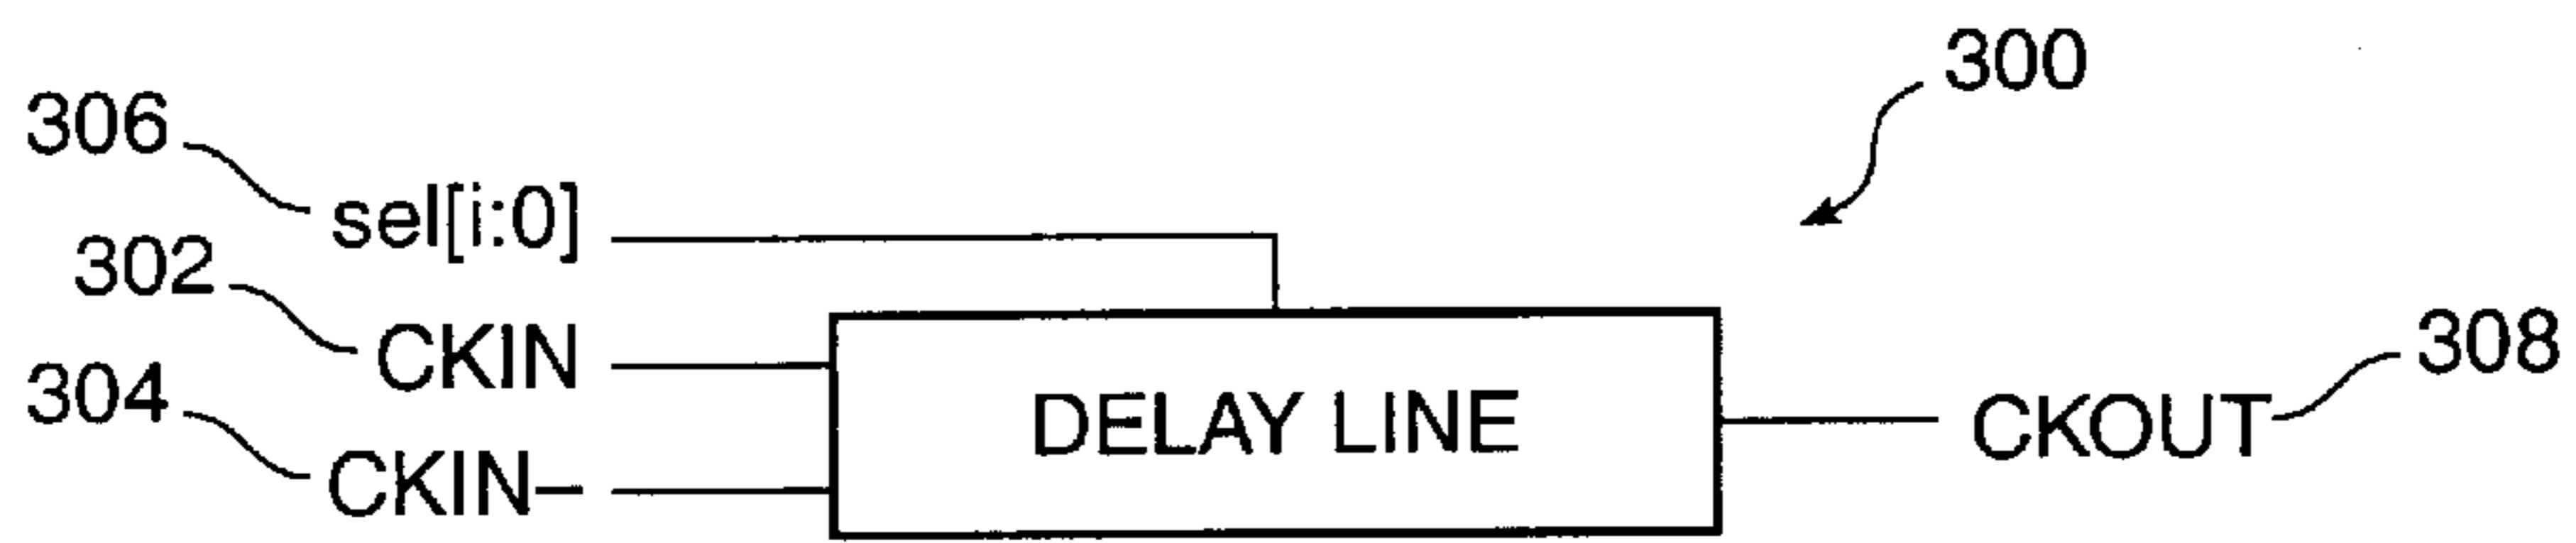 300
306
sel[i:0]
302
CKIN
304
CKIN–
DELAY LINE
CKOUT
308